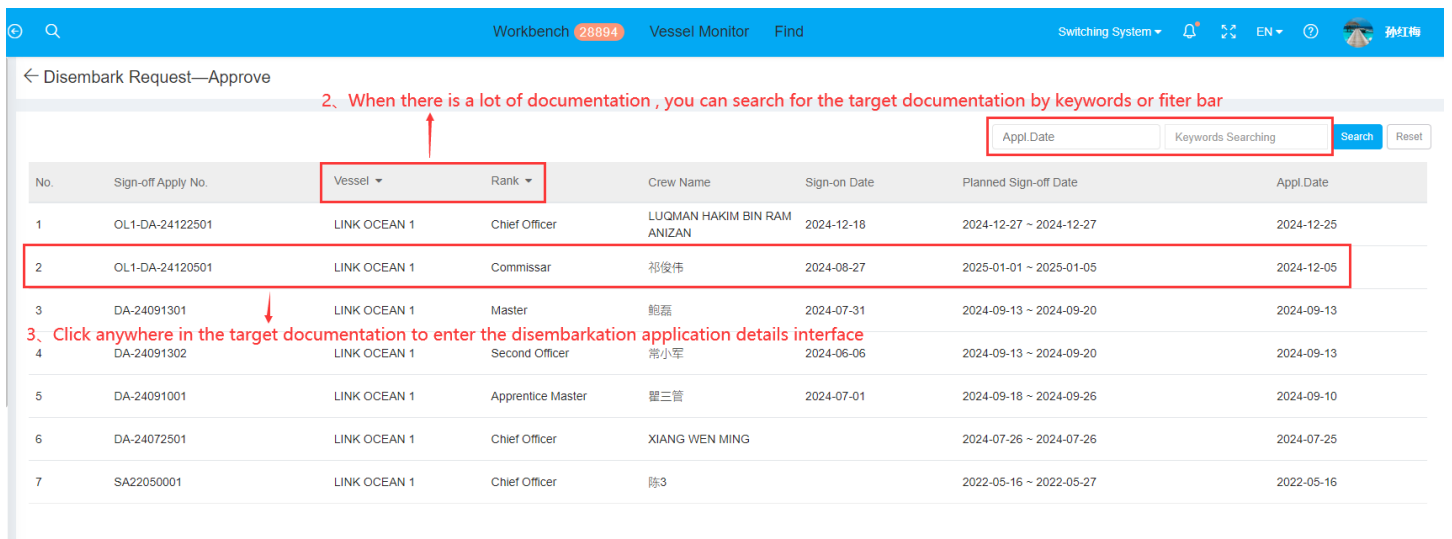 Workbench 28894 Vessel Monitor Find Switching System EN 孙红梅
Disembark Request—Approve
2、When there is a lot of documentation , you can search for the target documentation by keywords or fiter bar
Appl.Date Keywords Searching Search Reset
No. Sign-off Apply No. Vessel Rank Crew Name Sign-on Date Planned Sign-off Date Appl.Date
1 OL1-DA-24122501 LINK OCEAN 1 Chief Officer LUQMAN HAKIM BIN RAM 2024-12-18 2024-12-27 ~ 2024-12-27 2024-12-25
ANIZAN
2 OL1-DA-24120501 LINK OCEAN 1 Commissar 祁俊伟 2024-08-27 2025-01-01 ~ 2025-01-05 2024-12-05
3 DA-24091301 LINK OCEAN 1 Master 鲍磊 2024-07-31 2024-09-13 ~ 2024-09-20 2024-09-13
3、Click anywhere in the target documentation to enter the disembarkation application details interface
4 DA-24091302 LINK OCEAN 1 Second Officer 常小军 2024-06-06 2024-09-13 ~ 2024-09-20 2024-09-13
5 DA-24091001 LINK OCEAN 1 Apprentice Master 瞿三管 2024-07-01 2024-09-18 ~ 2024-09-26 2024-09-10
6 DA-24072501 LINK OCEAN 1 Chief Officer XIANG WEN MING 2024-07-26 ~ 2024-07-26 2024-07-25
7 SA22050001 LINK OCEAN 1 Chief Officer 陈3 2022-05-16 ~ 2022-05-27 2022-05-16